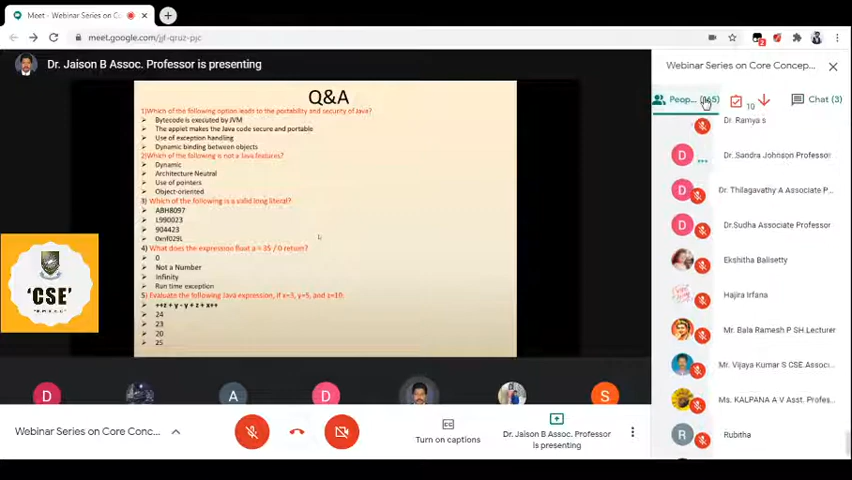 Meet - Webinar Series on Co
meet.google.com/jjf-qruz-pjc
2
Dr. Jaison B Assoc. Professor is presenting
Q&A
1)Which of the following option leads to the portability and security of Java?
Bytecode is executed by JVM
The applet makes the Java code secure and portable
Use of exception handling
Dynamic binding between objects
2)Which of the following is not a Java features?
Dynamic
Architecture Neutral
Use of pointers
Object-oriented
3) Which of the following is a valid long literal?
ABH8097
L990023
904423
0xnf029L
4) What does the expression float a = 35 / 0 return?
0
Not a Number
Infinity
Run time exception
5) Evaluate the following Java expression, if x=3, y=5, and z=10:
++z + y - y + z + x++
24
23
20
25
'CSE'
D
A
D
S
Webinar Series on Core Conc...
Turn on captions
Dr. Jaison B Assoc. Professor
is presenting
Webinar Series on Core Concep...
Peop...
10
Chat (3)
Dr Ramya s
D
Dr.Sandra Johnson Professor
D
Dr. Thilagavathy A Associate P...
D
Dr.Sudha Associate Professor
Ekshitha Balisetty
Hajira Irfana
Mr. Bala Ramesh P SH Lecturer
Mr. Vijaya Kumar S CSE Associ...
Ms. KALPANA A V Asst. Profes...
R
Rubitha